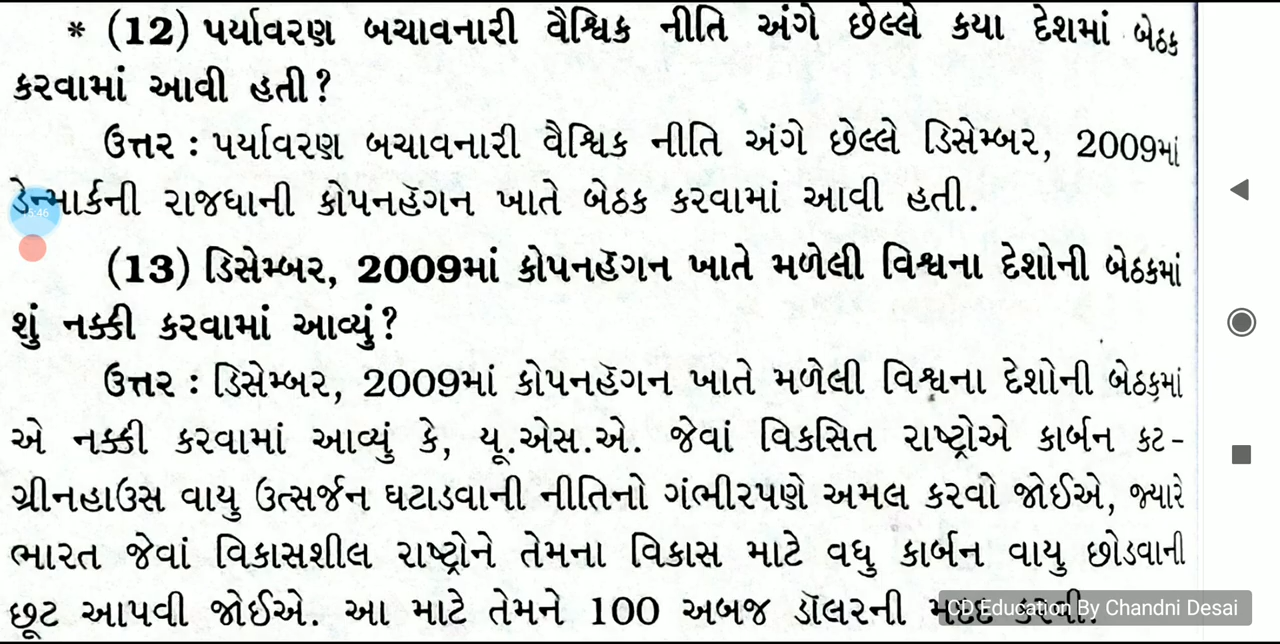 * (12) પર્યાવરણ બચાવનારી વૈશ્વિક નીતિ અંગે છેલ્લે કયા દેશમાં બેઠક
કરવામાં આવી હતી?
ઉત્તર : પર્યાવરણ બચાવનારી વૈશ્વિક નીતિ અંગે છેલ્લે ડિસેમ્બર, 2009માં
ડેન્માર્કની રાજધાની કોપનહૅગન ખાતે બેઠક કરવામાં આવી હતી.
(13) ડિસેમ્બર, 2009માં કોપનહૅગન ખાતે મળેલી વિશ્વના દેશોની બેઠકમાં
શું નક્કી કરવામાં આવ્યું?
ઉત્તર : ડિસેમ્બર, 2009માં કોપનહૅગન ખાતે મળેલી વિશ્વના દેશોની બેઠકમાં
એ નક્કી કરવામાં આવ્યું કે, યૂ.એસ.એ. જેવાં વિકસિત રાષ્ટ્રોએ કાર્બન કટ-
ગ્રીનહાઉસ વાયુ ઉત્સર્જન ઘટાડવાની નીતિનો ગંભીરપણે અમલ કરવો જોઈએ, જ્યારે
ભારત જેવાં વિકાસશીલ રાષ્ટ્રોને તેમના વિકાસ માટે વધુ કાર્બન વાયુ છોડવાની
છૂટ આપવી જોઈએ. આ માટે તેમને 100 અબજ ડૉલરની મદદ કરવી.
CD Education By Chandni Desai